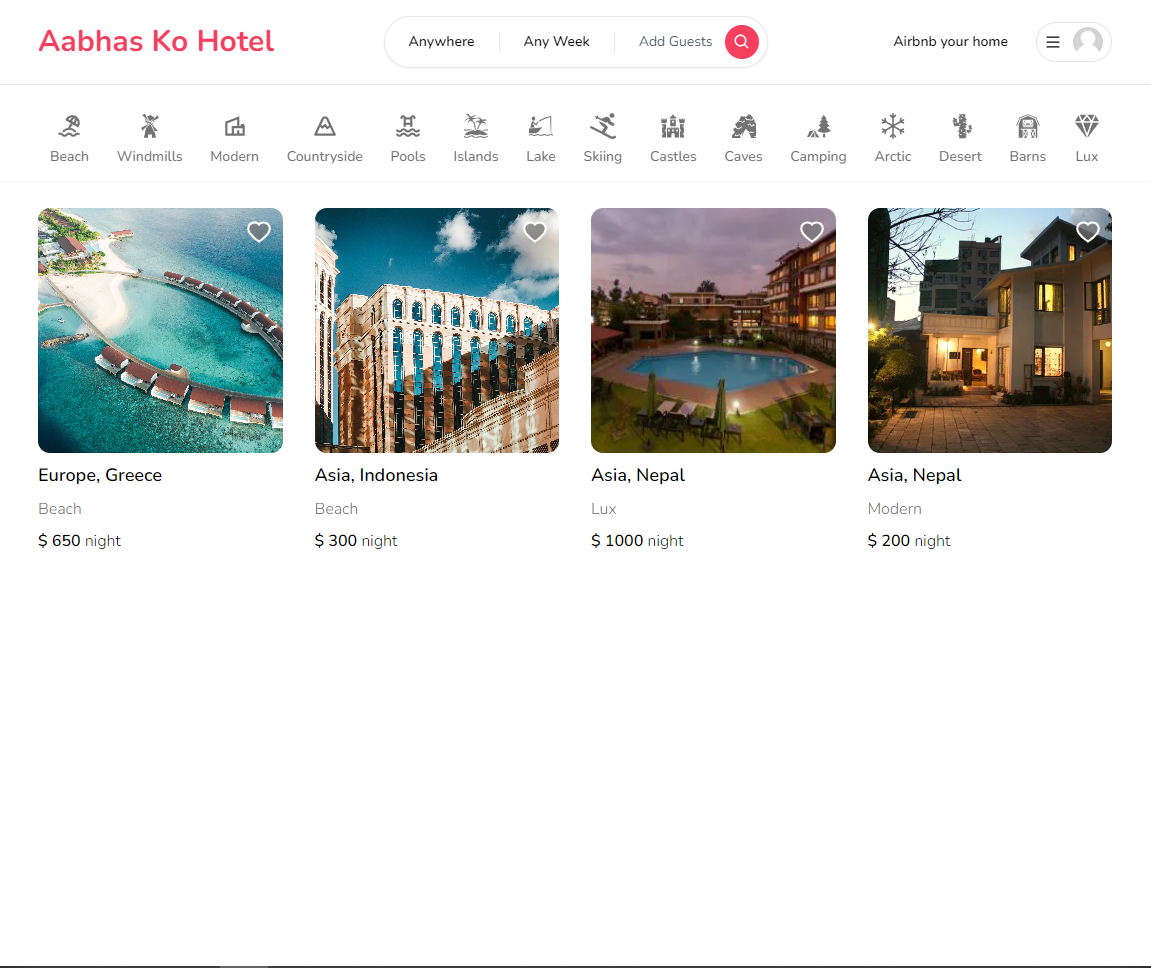 Aabhas Ko Hotel
Anywhere Any Week Add Guests
Airbnb your home
Beach Windmills Modern Countryside Pools Islands Lake Skiing Castles Caves Camping Arctic Desert Barns Lux
Europe, Greece
Beach
$ 650 night
Asia, Indonesia
Beach
$ 300 night
Asia, Nepal
Lux
$ 1000 night
Asia, Nepal
Modern
$ 200 night